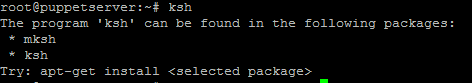 root@puppetserver:~# ksh
The program 'ksh' can be found in the following packages:
 * mksh
 * ksh
Try: apt-get install <selected package>